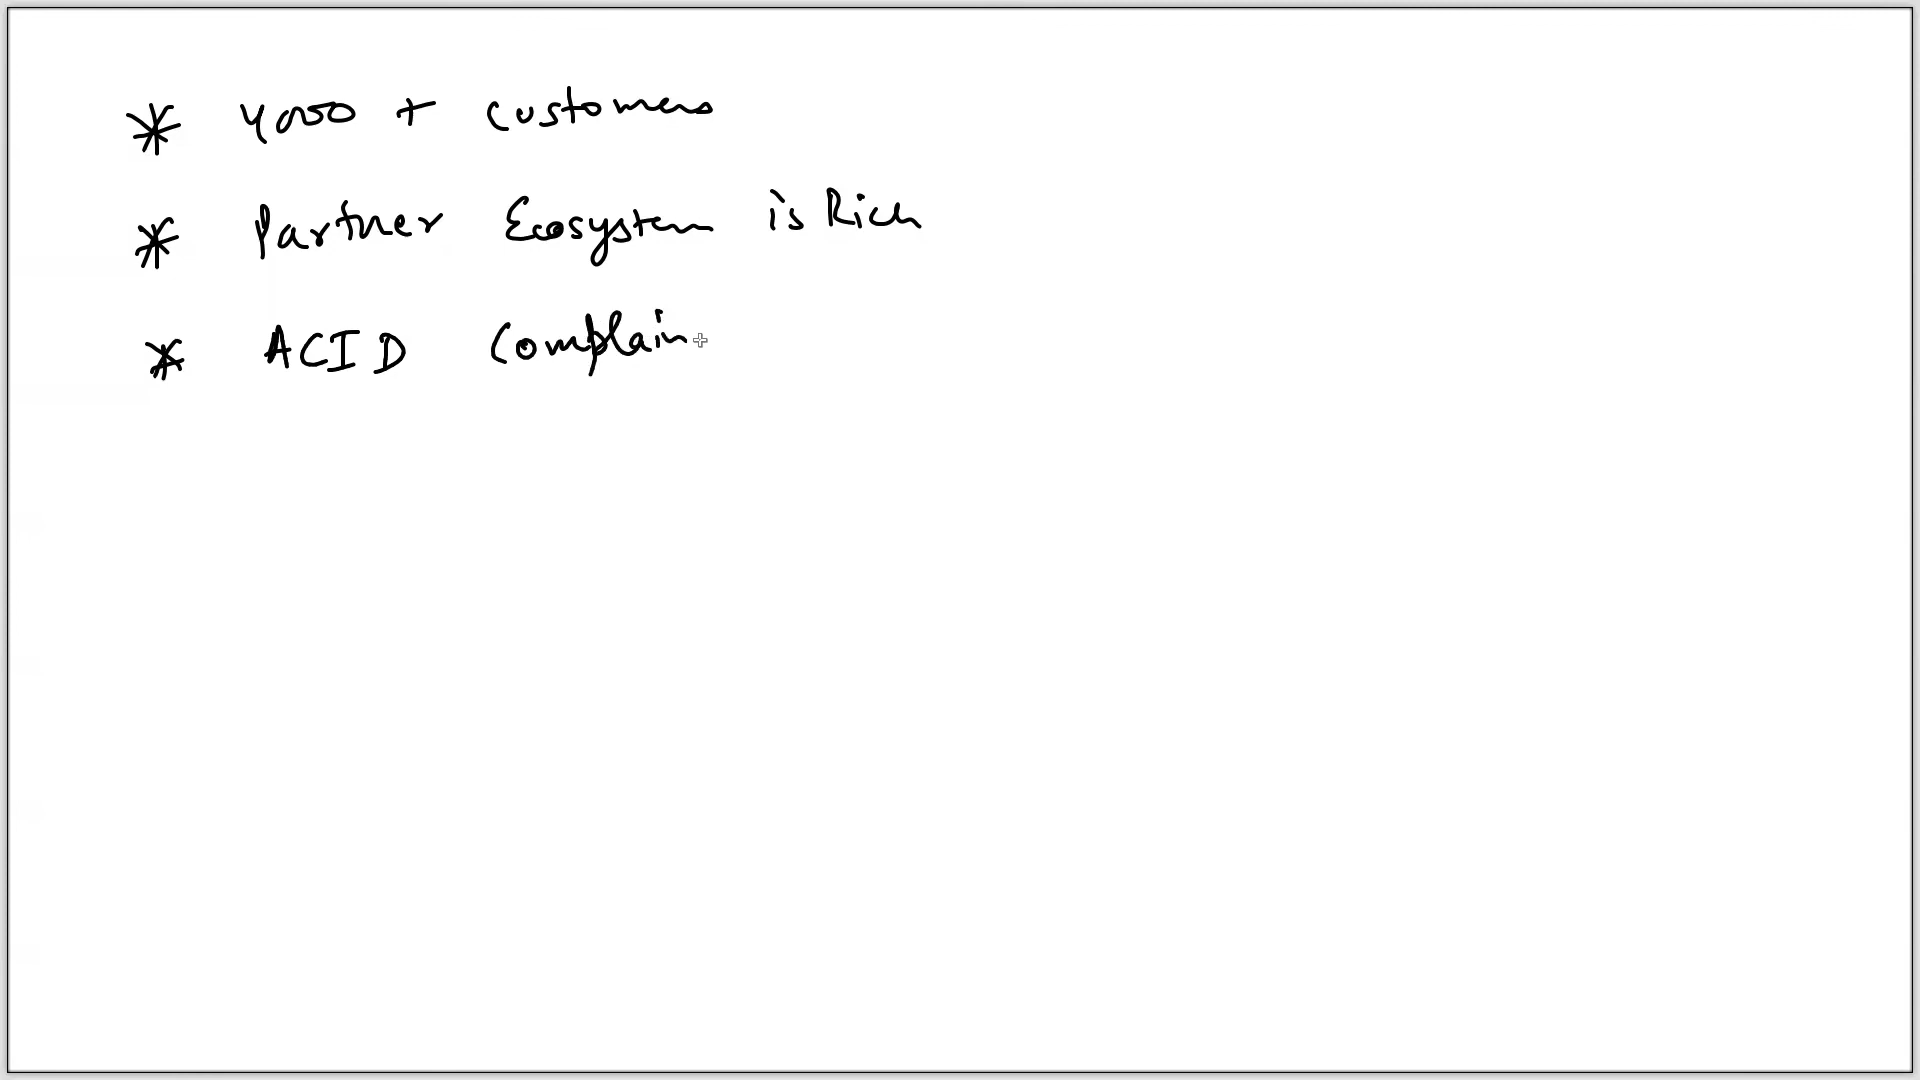 * 4000 + customers
* Partner Ecosystem is Rich
* ACID Complain